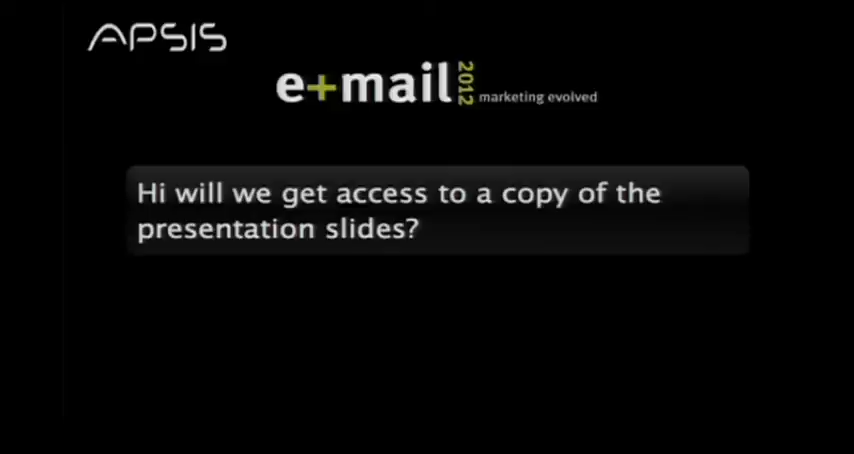 APSIS
e+mail 2012 marketing evolved
Hi will we get access to a copy of the
presentation slides?